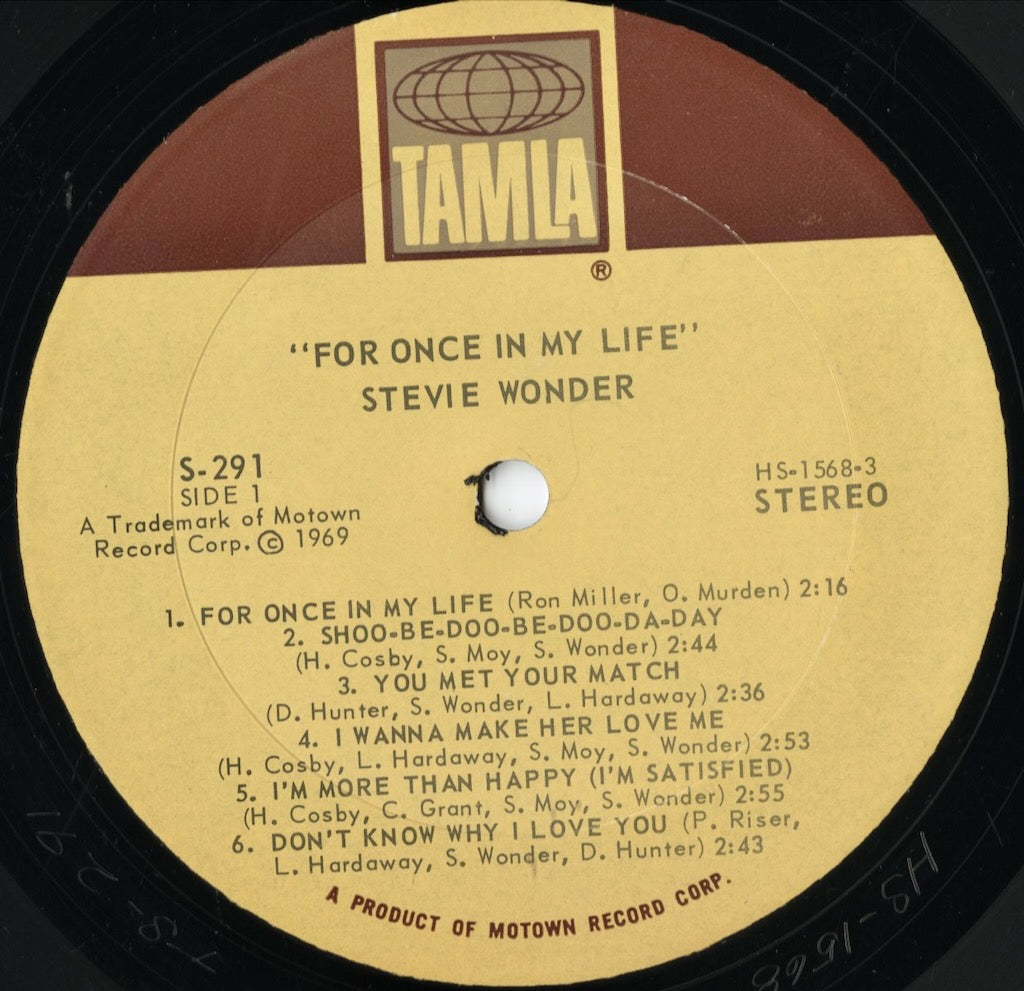 TAMLA
®
"FOR ONCE IN MY LIFE"
STEVIE WONDER
S-291
SIDE 1
A Trademark of Motown
Record Corp. © 1969
HS-1568-3
STEREO
1. FOR ONCE IN MY LIFE (Ron Miller, O. Murden) 2:16
2. SHOO-BE-DOO-BE-DOO-DA-DAY
(H. Cosby, S. Moy, S. Wonder) 2:44
3. YOU MET YOUR MATCH
(D. Hunter, S. Wonder, L. Hardaway) 2:36
4. I WANNA MAKE HER LOVE ME
(H. Cosby, L. Hardaway, S. Moy, S. Wonder) 2:53
5. I'M MORE THAN HAPPY (I'M SATISFIED)
(H. Cosby, C. Grant, S. Moy, S. Wonder) 2:55
6. DON'T KNOW WHY I LOVE YOU (P. Riser,
L. Hardaway, S. Wonder, D. Hunter) 2:43
A PRODUCT OF MOTOWN RECORD CORP.
HS-1568